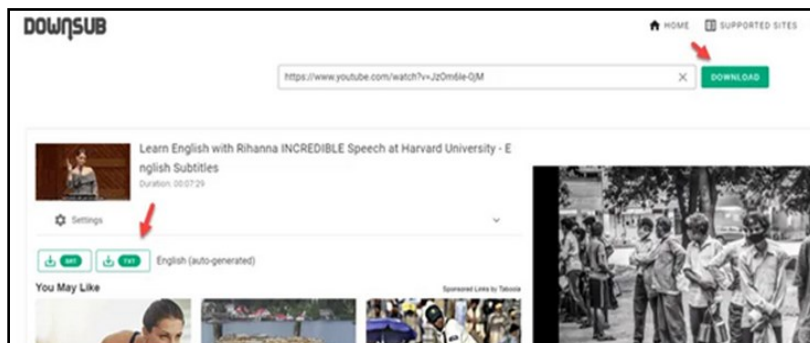 DOWNSUB
HOME SUPPORTED SITES
https://www.youtube.com/watch?v=JzOm6le-0jM
DOWNLOAD
Learn English with Rihanna INCREDIBLE Speech at Harvard University - E
nglish Subtitles
Duration: 00:07:29
Settings
SRT TXT English (auto-generated)
You May Like Sponsored Links by Taboola